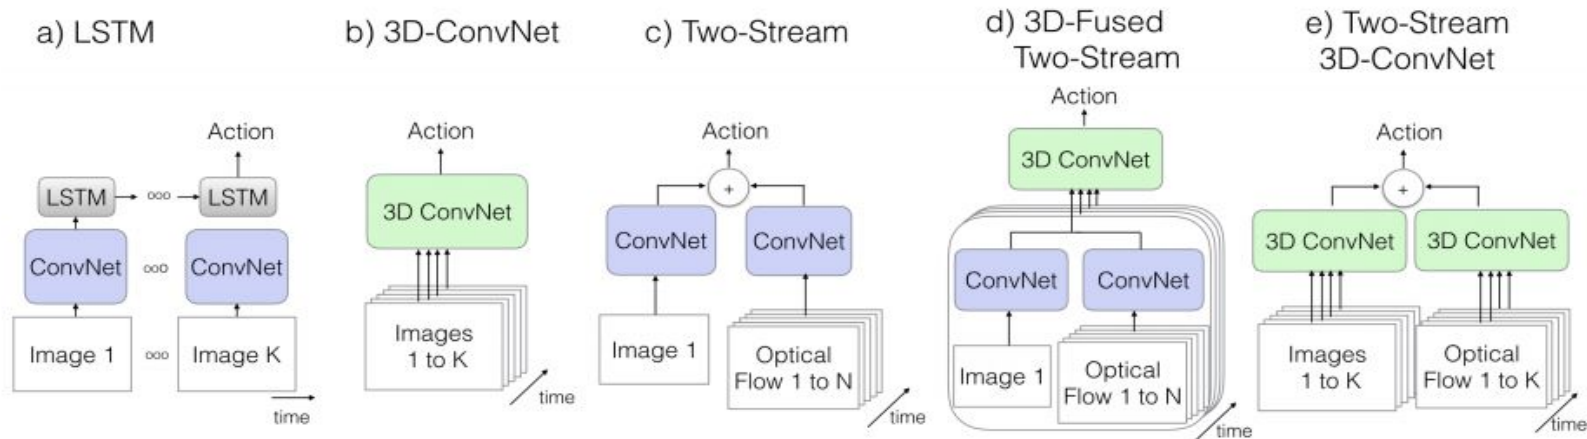 a) LSTM
Action
LSTM
ooo
LSTM
ConvNet
ooo
ConvNet
Image 1
ooo
Image K
time
b) 3D-ConvNet
Action
3D ConvNet
Images
1 to K
time
c) Two-Stream
Action
+
ConvNet
ConvNet
Image 1
Optical
Flow 1 to N
time
d) 3D-Fused
Two-Stream
Action
3D ConvNet
ConvNet
ConvNet
Image 1
Optical
Flow 1 to N
time
e) Two-Stream
3D-ConvNet
Action
+
3D ConvNet
3D ConvNet
Images
1 to K
Optical
Flow 1 to K
time